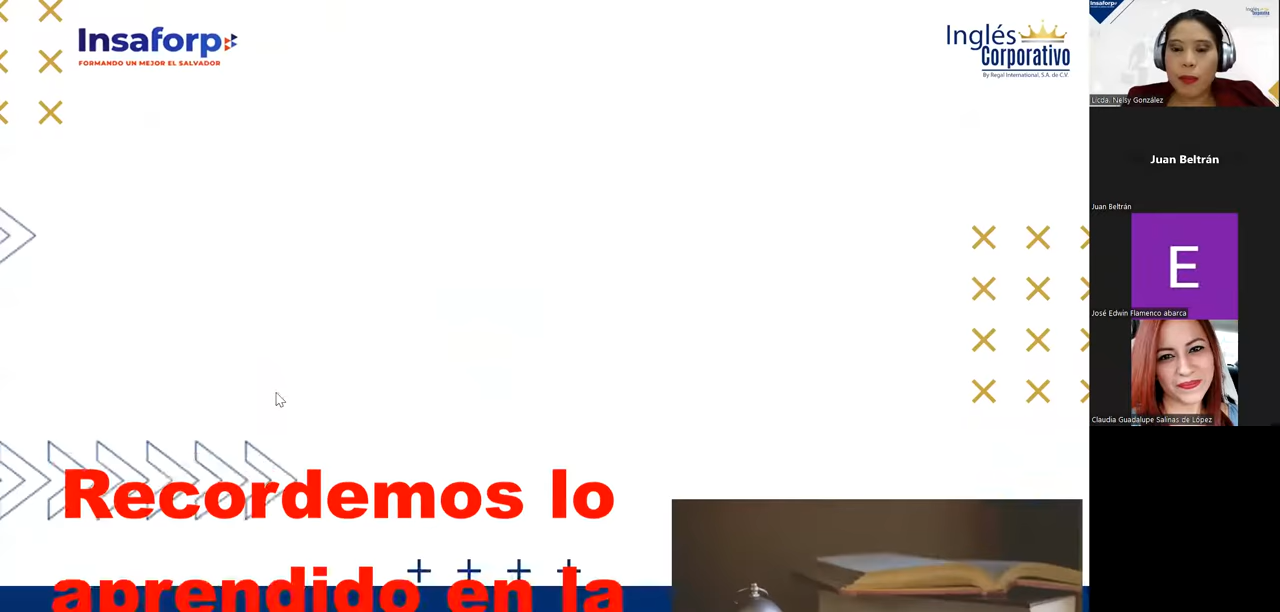 Insaforp
FORMANDO UN MEJOR EL SALVADOR
Inglés
Corporativo
By Regal International, S.A. de C.V.
Recordemos lo
aprendido en la
Insaforp
Licda. Nelsy González
Juan Beltrán
Juan Beltrán
E
José Edwin Flamenco abarca
Claudia Guadalupe Salinas de López